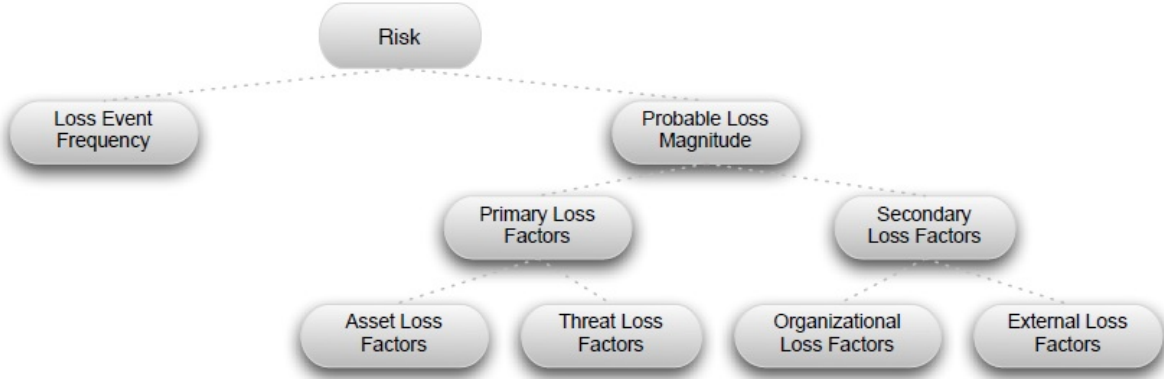 Risk
Loss Event
Frequency
Probable Loss
Magnitude
Primary Loss
Factors
Secondary
Loss Factors
Asset Loss
Factors
Threat Loss
Factors
Organizational
Loss Factors
External Loss
Factors